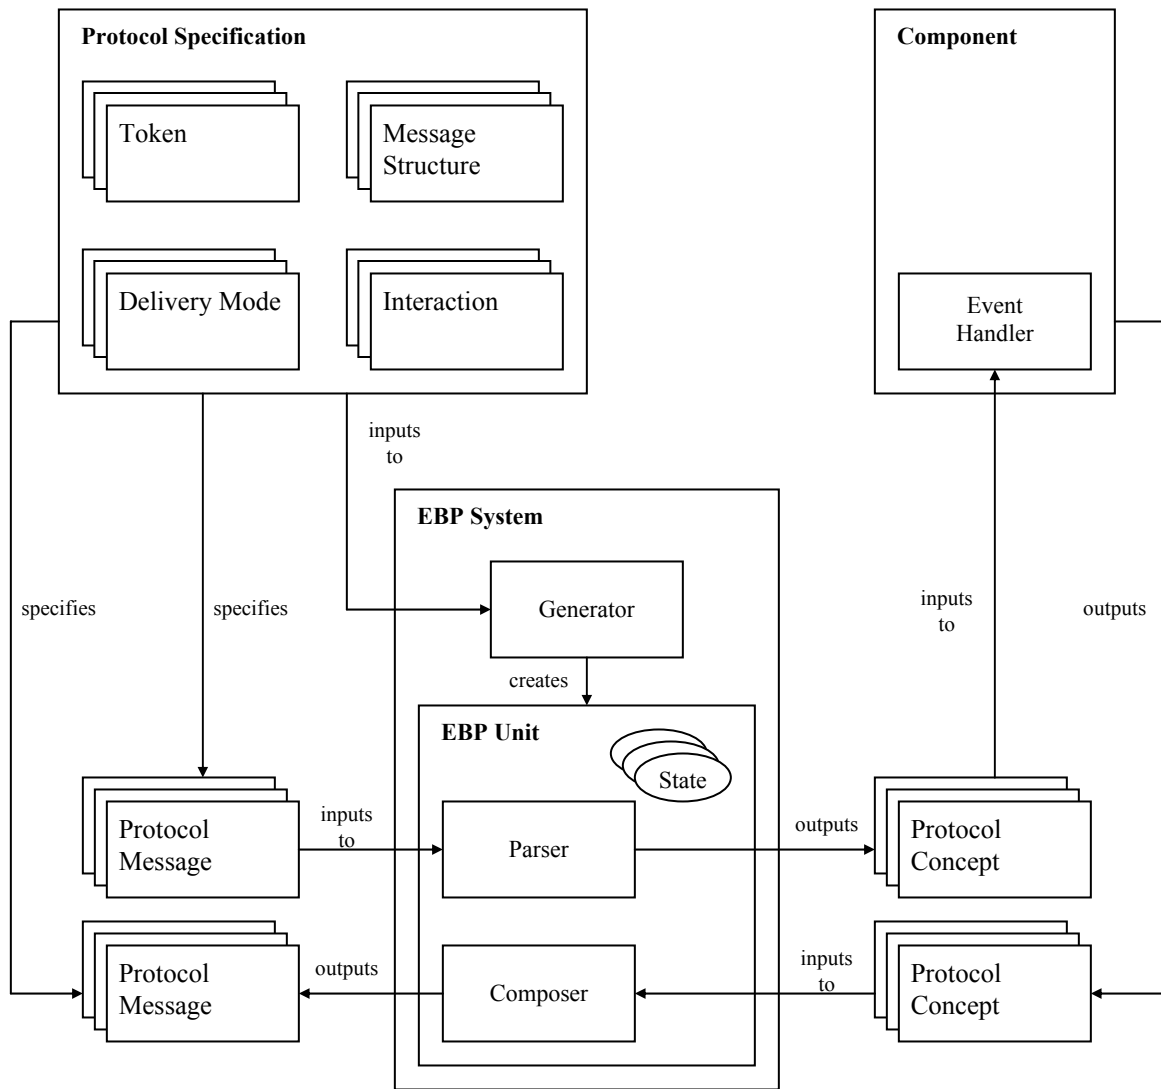 Protocol Specification
Component
Token
Message
Structure
Delivery Mode
Interaction
Event
Handler
inputs
to
EBP System
specifies
specifies
Generator
inputs
to
outputs
creates
EBP Unit
State
Protocol
Message
inputs
to
Parser
outputs
Protocol
Concept
Protocol
Message
outputs
Composer
inputs
to
Protocol
Concept